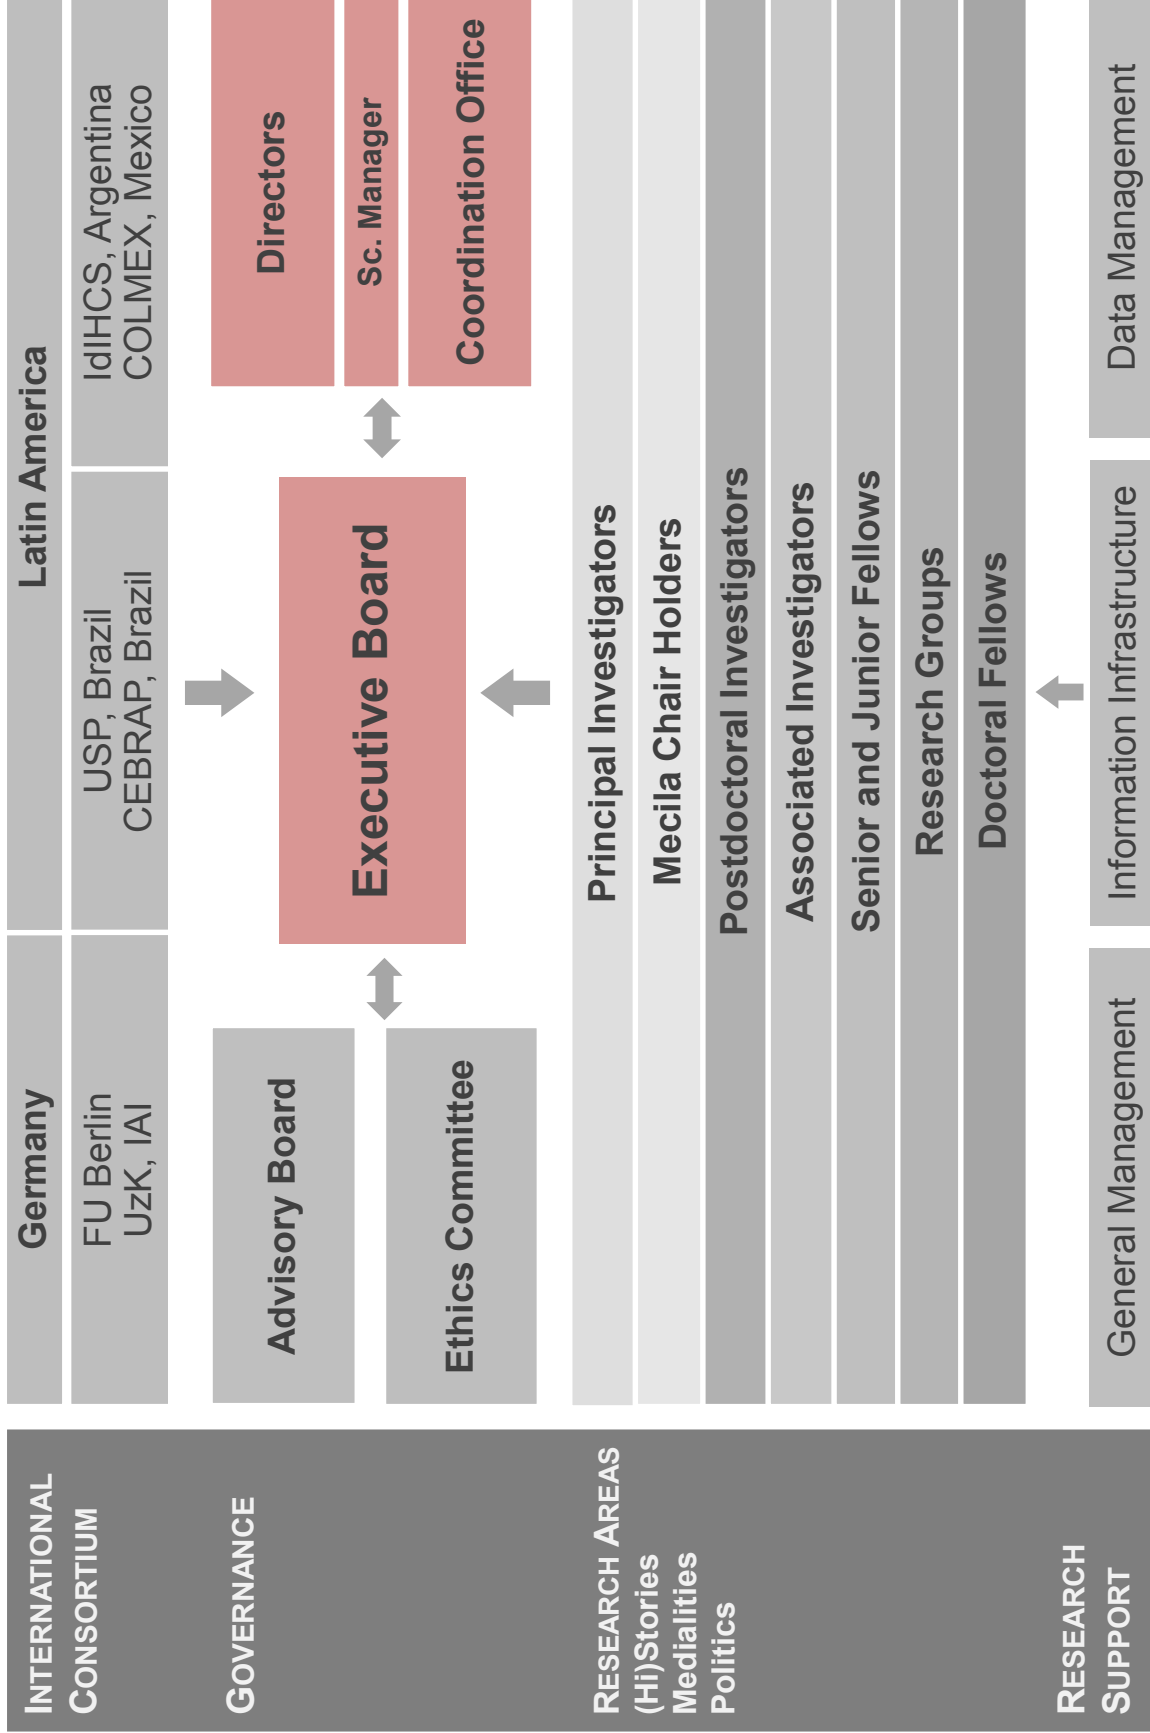 INTERNATIONAL
CONSORTIUM
Germany
Latin America
FU Berlin
UzK, IAI
USP, Brazil
CEBRAP, Brazil
IdIHCS, Argentina
COLMEX, Mexico
GOVERNANCE
Advisory Board
Ethics Committee
Executive Board
Directors
Sc. Manager
Coordination Office
RESEARCH AREAS
(Hi)Stories
Medialities
Politics
Principal Investigators
Mecila Chair Holders
Postdoctoral Investigators
Associated Investigators
Senior and Junior Fellows
Research Groups
Doctoral Fellows
RESEARCH
SUPPORT
General Management
Information Infrastructure
Data Management